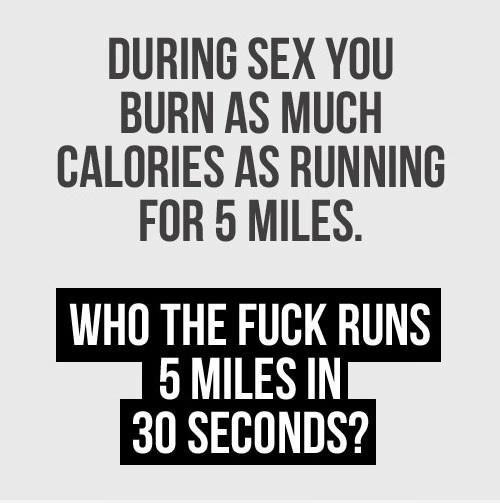 DURING SEX YOU
BURN AS MUCH
CALORIES AS RUNNING
FOR 5 MILES.
WHO THE FUCK RUNS
5 MILES IN
30 SECONDS?